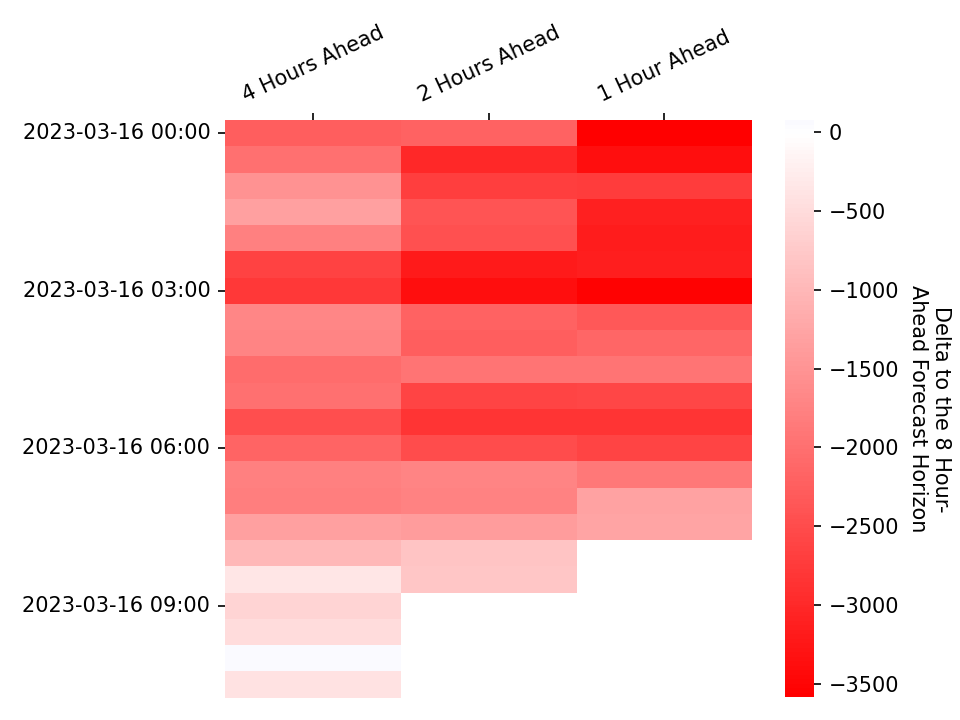 4 Hours Ahead
2 Hours Ahead
1 Hour Ahead
2023-03-16 00:00
2023-03-16 03:00
2023-03-16 06:00
2023-03-16 09:00
0
−500
−1000
−1500
−2000
−2500
−3000
−3500
Delta to the 8 Hour-
Ahead Forecast Horizon